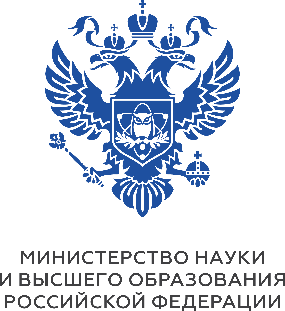 МИНИСТЕРСТВО НАУКИ
И ВЫСШЕГО ОБРАЗОВАНИЯ
РОССИЙСКОЙ ФЕДЕРАЦИИ